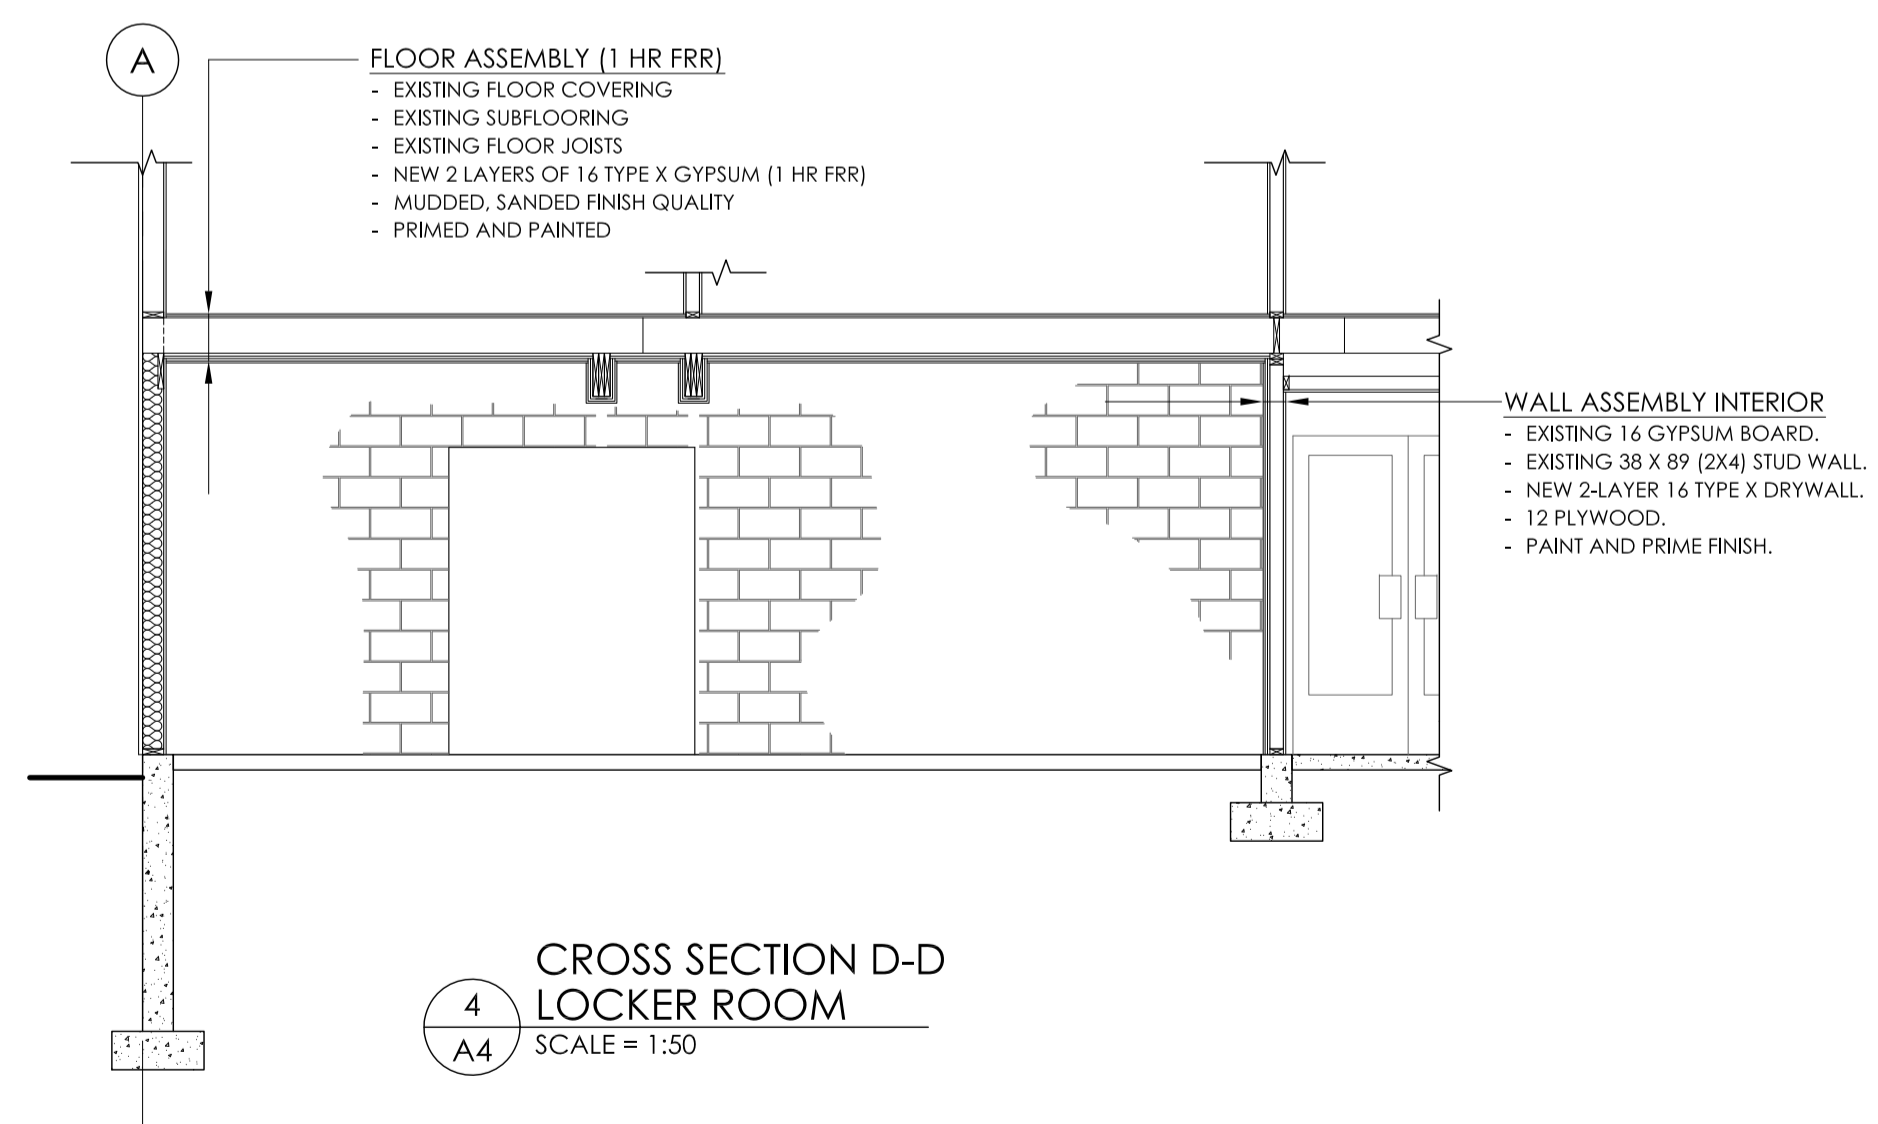 A
FLOOR ASSEMBLY (1 HR FRR)
- EXISTING FLOOR COVERING
- EXISTING SUBFLOORING
- EXISTING FLOOR JOISTS
- NEW 2 LAYERS OF 16 TYPE X GYPSUM (1 HR FRR)
- MUDDED, SANDED FINISH QUALITY
- PRIMED AND PAINTED
WALL ASSEMBLY INTERIOR
- EXISTING 16 GYPSUM BOARD.
- EXISTING 38 X 89 (2X4) STUD WALL.
- NEW 2-LAYER 16 TYPE X DRYWALL.
- 12 PLYWOOD.
- PAINT AND PRIME FINISH.
CROSS SECTION D-D
LOCKER ROOM
SCALE = 1:50
4
A4